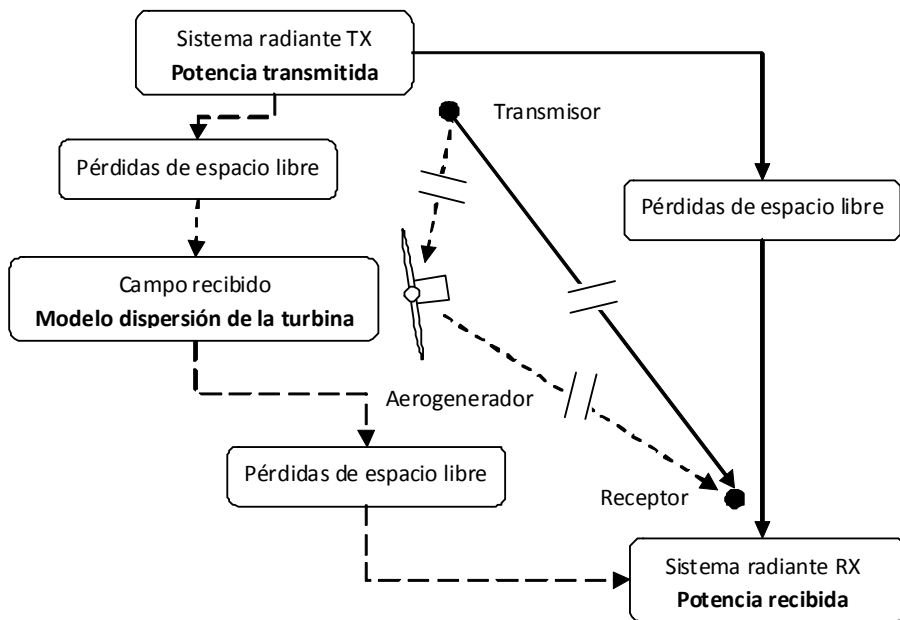 Sistema radiante TX
Potencia transmitida
Transmisor
Pérdidas de espacio libre
Pérdidas de espacio libre
Campo recibido
Modelo dispersión de la turbina
Aerogenerador
Pérdidas de espacio libre
Receptor
Sistema radiante RX
Potencia recibida